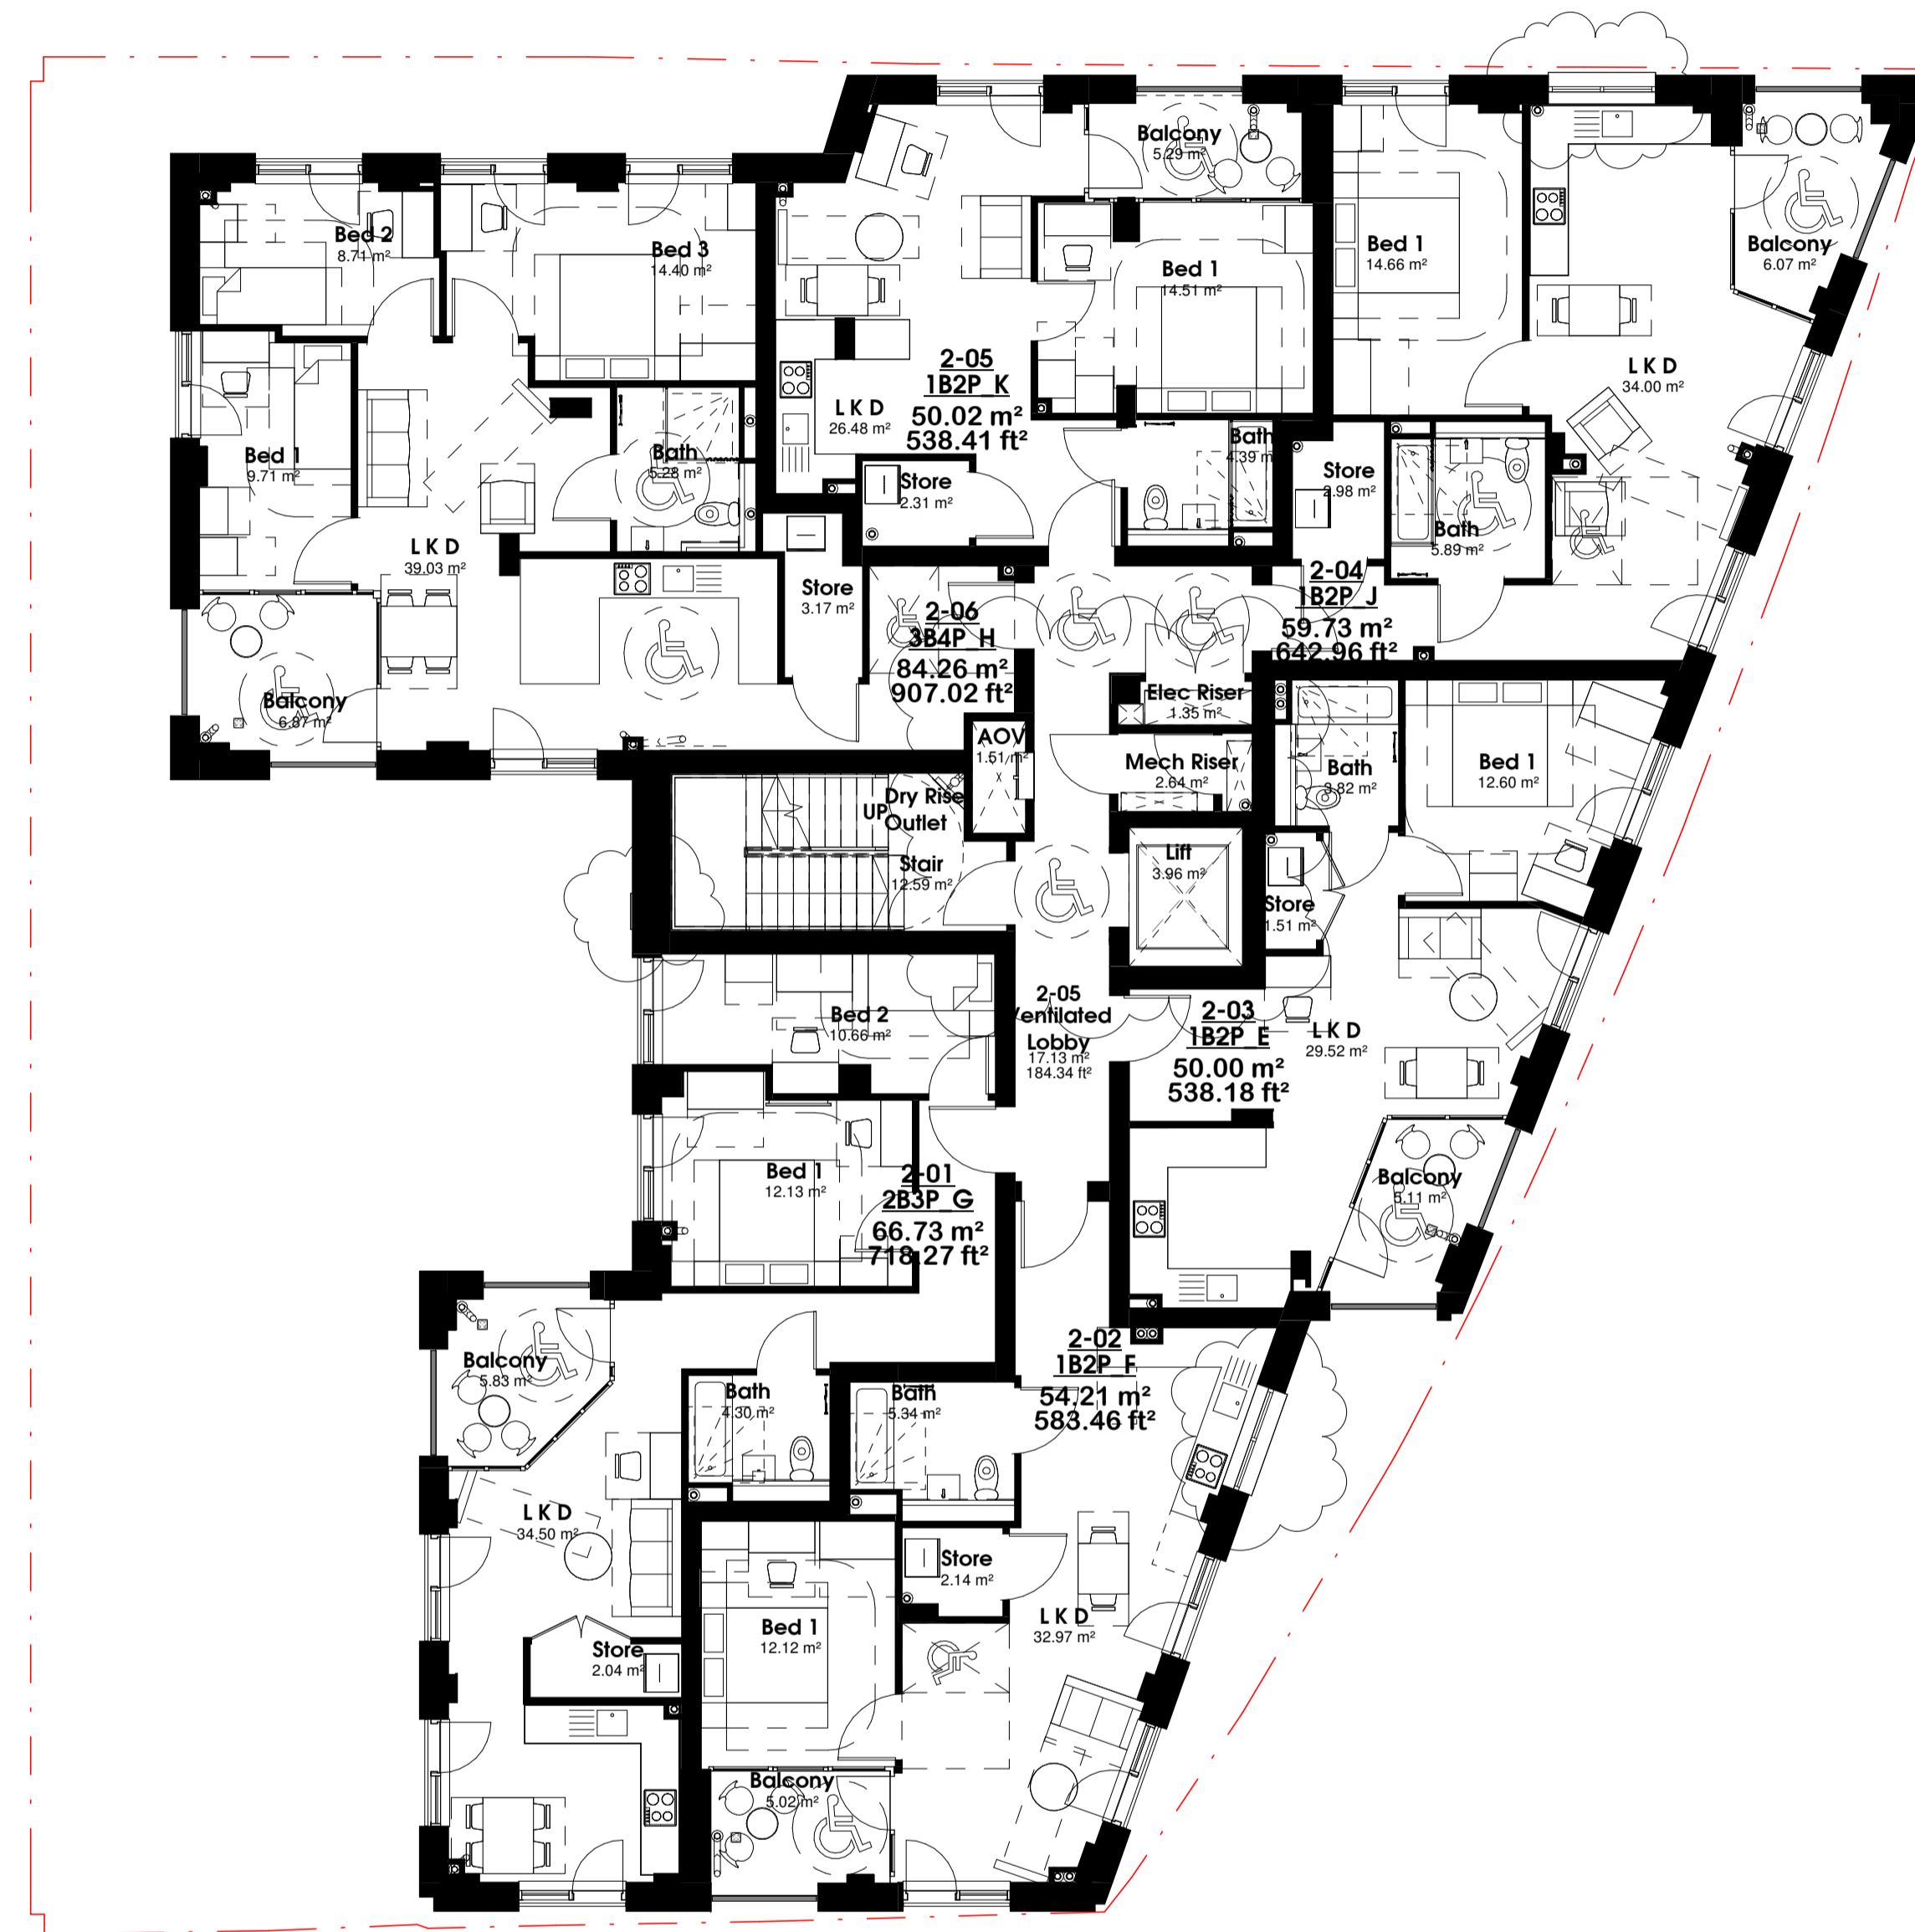 Balcony
5.29 m²
Bed 2
8.71 m²
Bed 3
14.40 m²
Bed 1
14.51 m²
Bed 1
14.66 m²
Balcony
6.07 m²
2-05
1B2P_K
50.02 m²
538.41 ft²
L K D
26.48 m²
L K D
34.00 m²
Bed 1
9.71 m²
Bath
5.28 m²
Bath
4.39 m
Store
2.31 m²
Store
2.98 m²
Bath
5.89 m²
L K D
39.03 m²
Store
3.17 m²
2-06
3B4P_H
84.26 m²
907.02 ft²
2-04
1B2P_J
59.73 m²
642.96 ft²
Balcony
6.87 m²
Elec Riser
1.35 m²
AOV
1.51 m²
Mech Riser
2.64 m²
Bath
3.82 m²
Bed 1
12.60 m²
UP
Dry Rise
Outlet
Stair
12.59 m²
Lift
3.96 m²
Store
1.51 m²
Bed 2
10.66 m²
2-05
Ventilated
Lobby
17.13 m²
184.34 ft²
2-03
1B2P_E
50.00 m²
538.18 ft²
L K D
29.52 m²
Bed 1
12.13 m²
2-01
2B3P_G
66.73 m²
718.27 ft²
Balcony
5.11 m²
Balcony
5.83 m²
2-02
1B2P_F
54.21 m²
583.46 ft²
Bath
4.30 m²
Bath
5.34 m²
L K D
34.50 m²
Store
2.14 m²
Bed 1
12.12 m²
L K D
32.97 m²
Store
2.04 m²
Balcony
5.02 m²